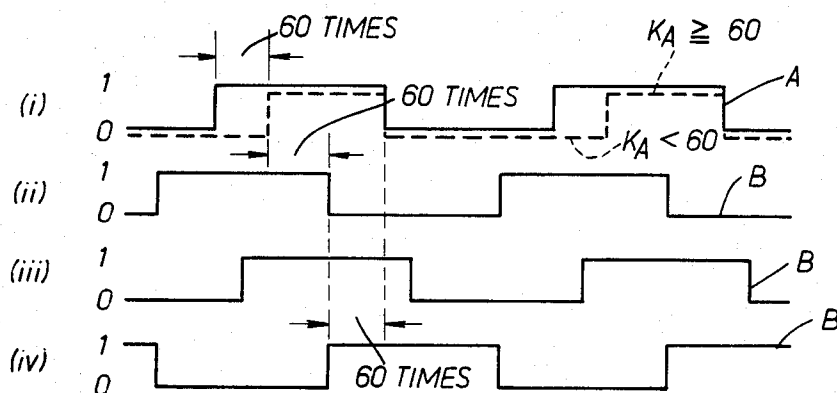 60 TIMES
K_A ≧ 60
(i) 1 0 A
60 TIMES
K_A < 60
(ii) 1 0 B
(iii) 1 0 B
(iv) 1 0 B
60 TIMES